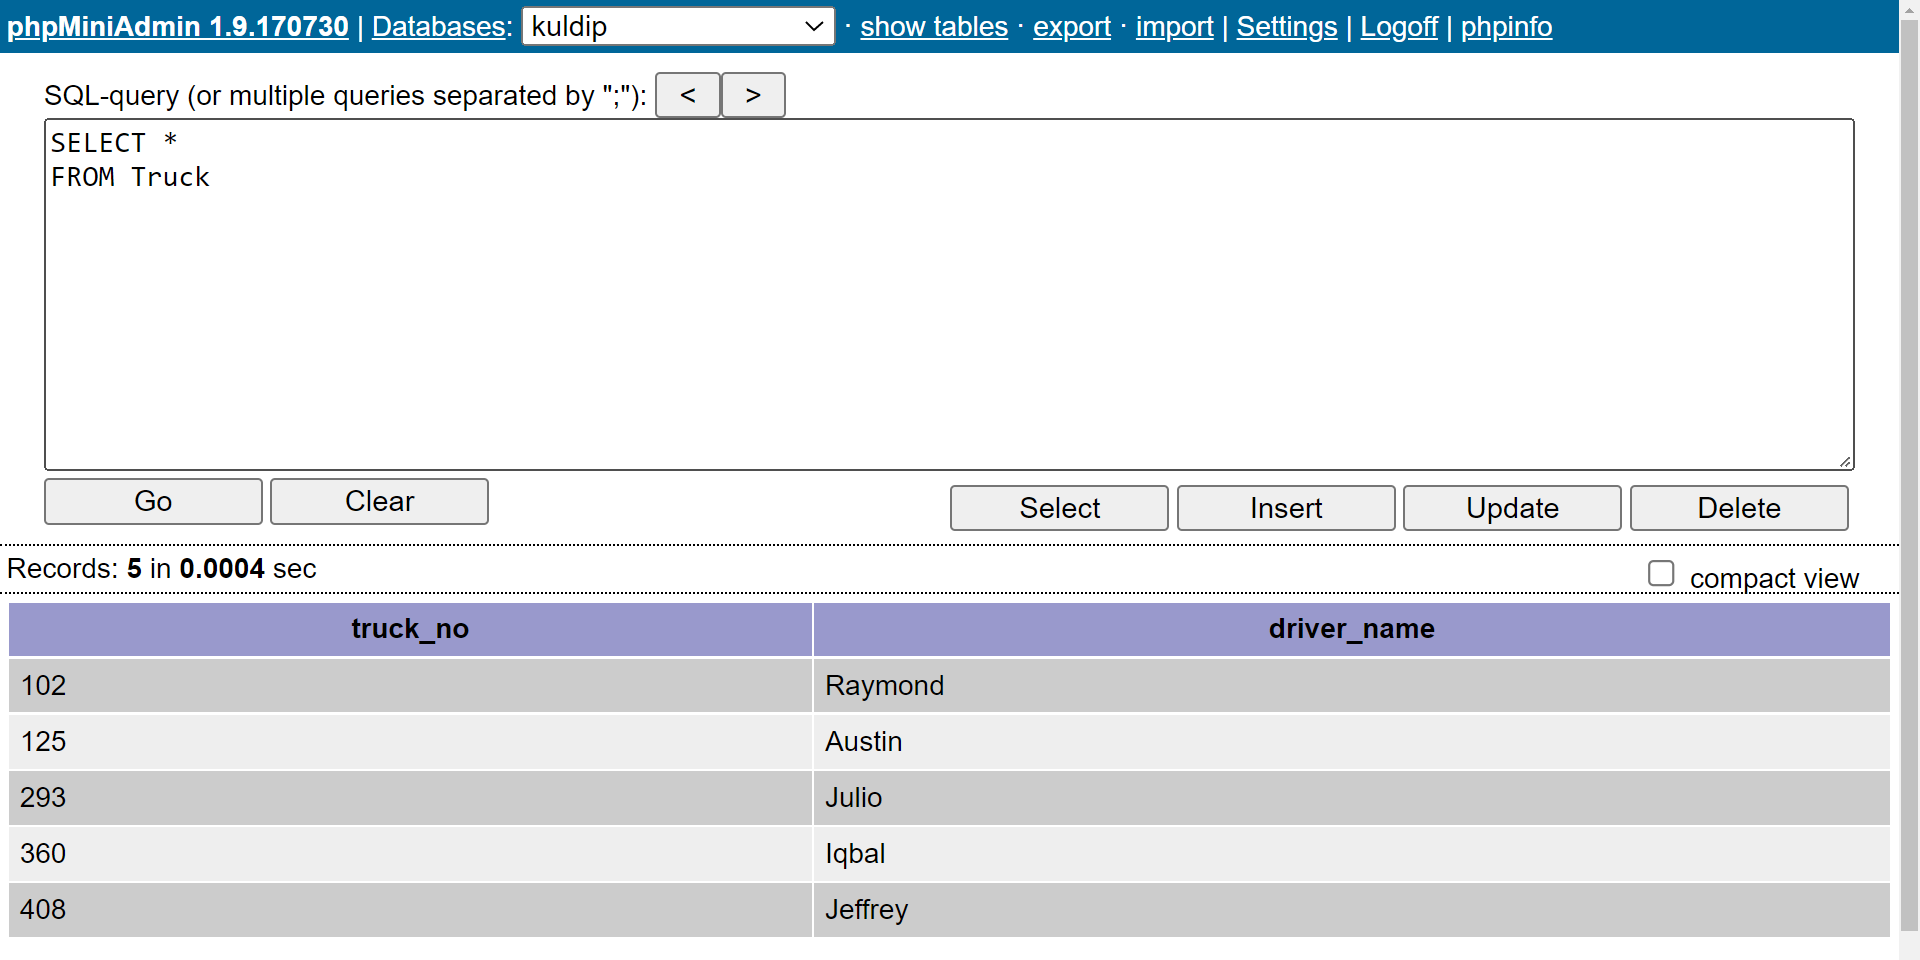 phpMiniAdmin 1.9.170730 | Databases: kuldip · show tables · export · import | Settings | Logoff | phpinfo
SQL-query (or multiple queries separated by ";"): < >
SELECT *
FROM Truck
Go Clear Select Insert Update Delete
Records: 5 in 0.0004 sec compact view
truck_no driver_name
102 Raymond
125 Austin
293 Julio
360 Iqbal
408 Jeffrey